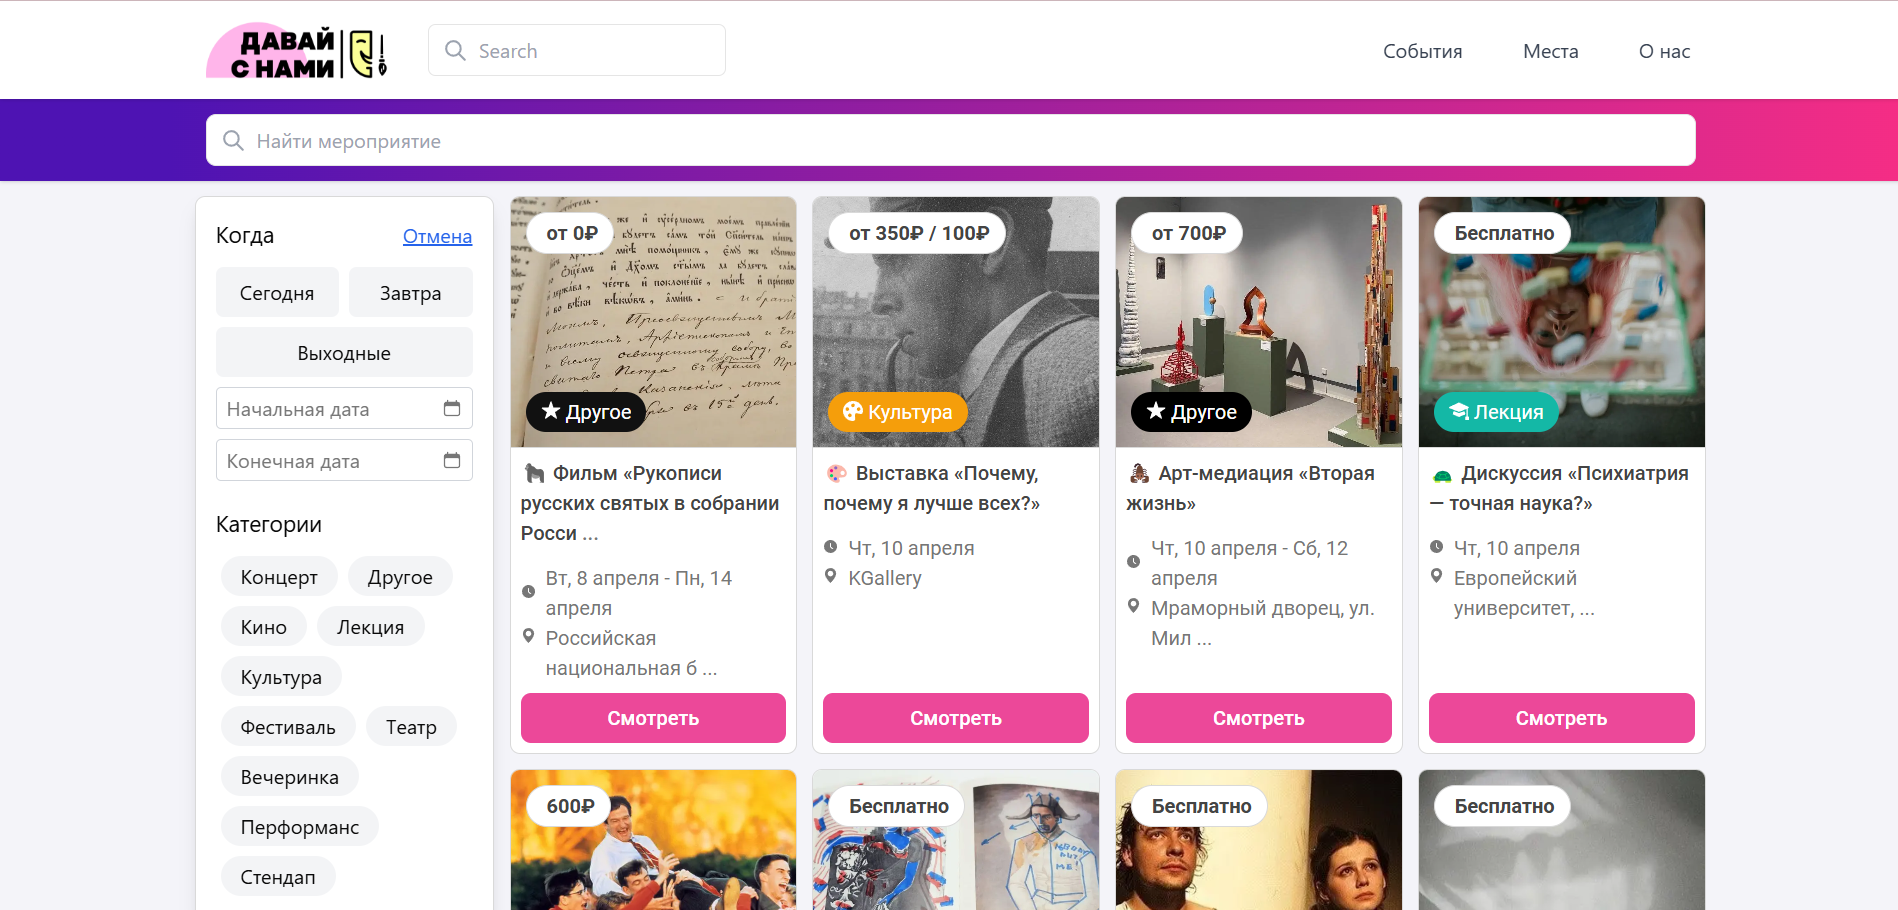 ДАВАЙ
С НАМИ
Search
События
Места
О нас
Найти мероприятие
Когда
Отмена
Сегодня
Завтра
Выходные
Начальная дата
Конечная дата
Категории
Концерт
Другое
Кино
Лекция
Культура
Фестиваль
Театр
Вечеринка
Перформанс
Стендап
от 0₽
Другое
Фильм «Рукописи
русских святых в собрании
Росси ...
Вт, 8 апреля - Пн, 14
апреля
Российская
национальная б ...
Смотреть
от 350₽ / 100₽
Культура
Выставка «Почему,
почему я лучше всех?»
Чт, 10 апреля
KGallery
Смотреть
от 700₽
Другое
Арт-медиация «Вторая
жизнь»
Чт, 10 апреля - Сб, 12
апреля
Мраморный дворец, ул.
Мил ...
Смотреть
Бесплатно
Лекция
Дискуссия «Психиатрия
— точная наука?»
Чт, 10 апреля
Европейский
университет, ...
Смотреть
600₽
Бесплатно
Бесплатно
Бесплатно